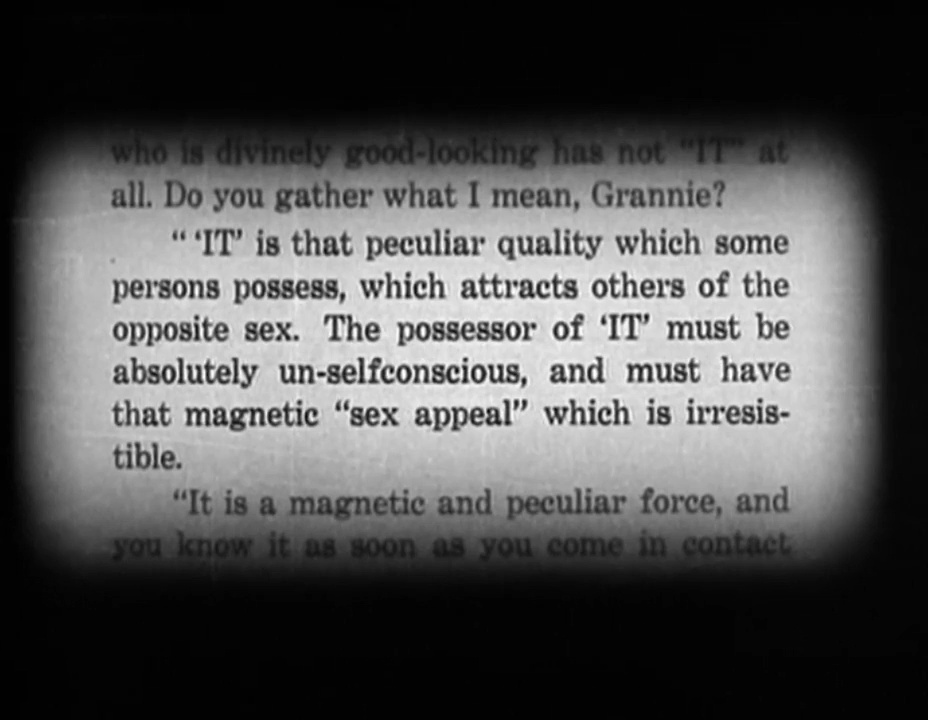 who is divinely good-looking has not "IT" at
all. Do you gather what I mean, Grannie?
" 'IT' is that peculiar quality which some
persons possess, which attracts others of the
opposite sex. The possessor of 'IT' must be
absolutely un-selfconscious, and must have
that magnetic "sex appeal" which is irresis-
tible.
"It is a magnetic and peculiar force, and
you know it as soon as you come in contact